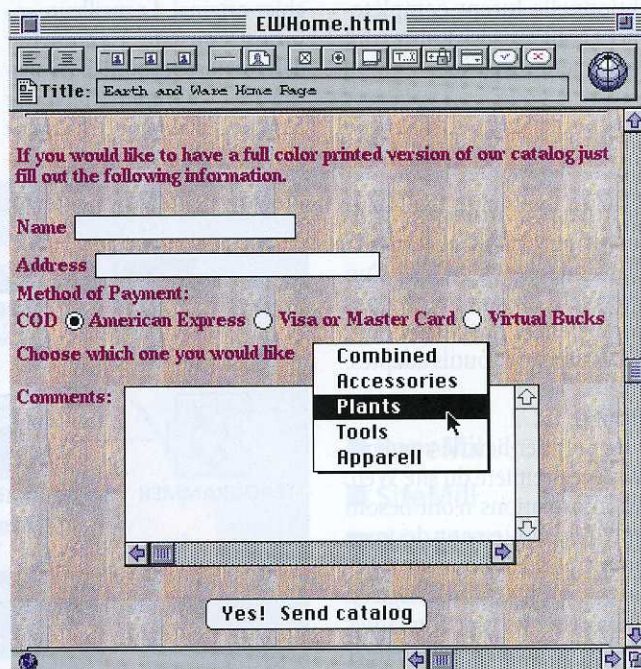 EWHome.html
T...X
Title: Earth and Ware Home Page
If you would like to have a full color printed version of our catalog just
fill out the following information.
Name
Address
Method of Payment:
COD American Express Visa or Master Card Virtual Bucks
Choose which one you would like
Combined
Accessories
Plants
Tools
Apparell
Comments:
Yes! Send catalog